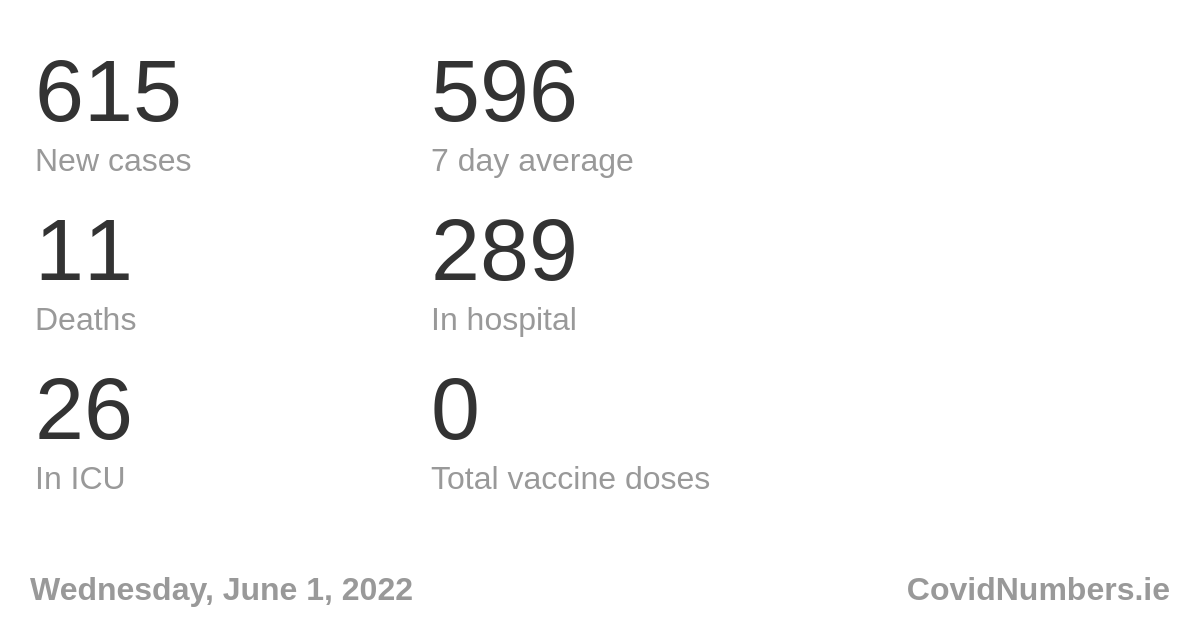 615
New cases
596
7 day average
11
Deaths
289
In hospital
26
In ICU
0
Total vaccine doses
Wednesday, June 1, 2022
CovidNumbers.ie